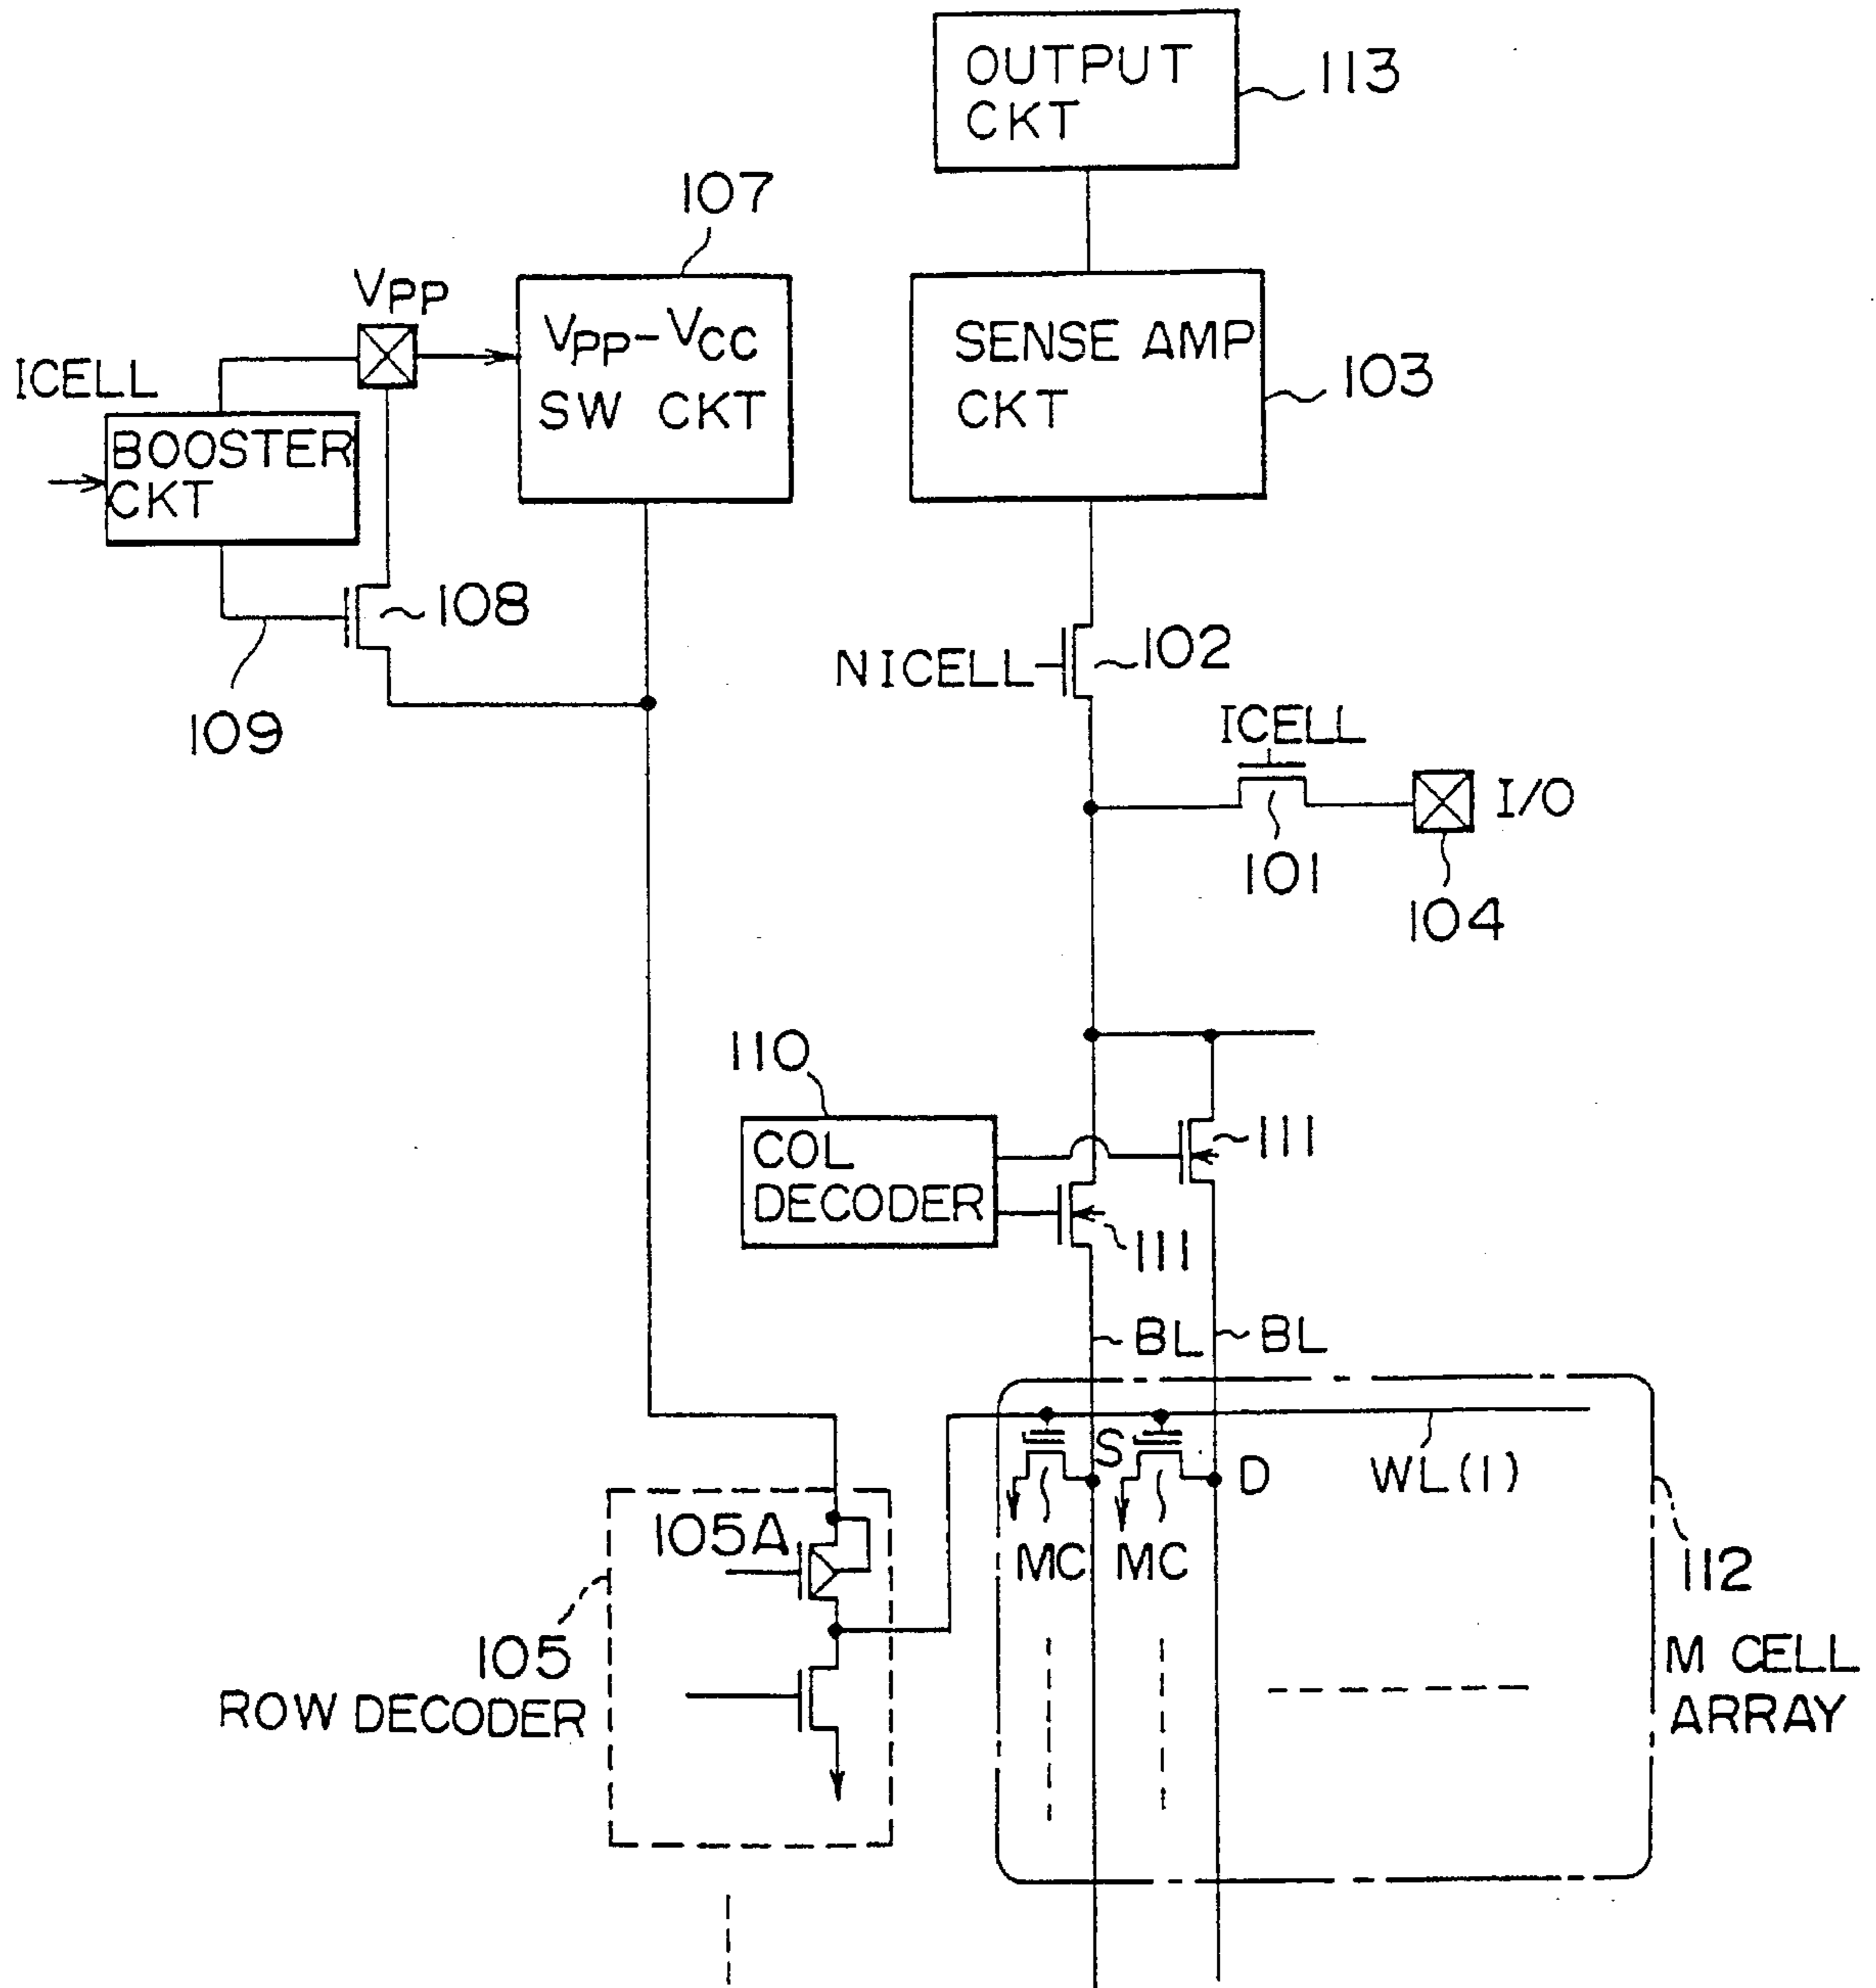 OUTPUT
CKT
113
107
VPP
VPP-VCC
SW CKT
SENSE AMP
CKT
103
ICELL
BOOSTER
CKT
108
109
NICELL
102
ICELL
I/O
101
104
110
COL
DECODER
111
111
BL
BL
S
D
WL(1)
MC
MC
112
M CELL
ARRAY
105A
105
ROW DECODER